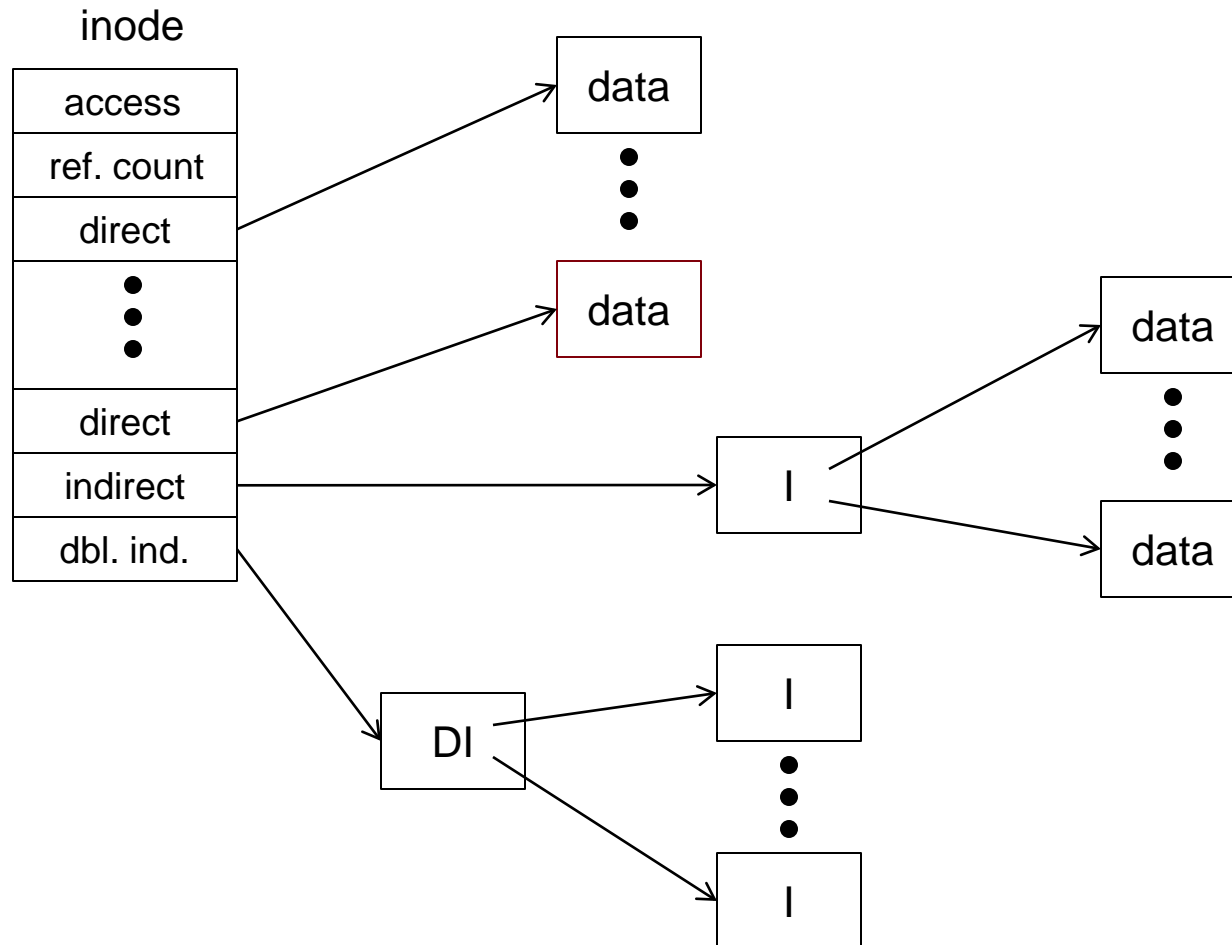 inode
access
ref. count
direct
direct
indirect
dbl. ind.
data
data
I
data
data
DI
I
I